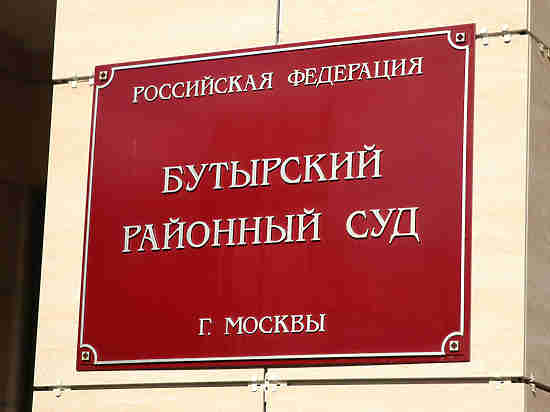 РОССИЙСКАЯ ФЕДЕРАЦИЯ
БУТЫРСКИЙ
РАЙОННЫЙ СУД
Г. МОСКВЫ